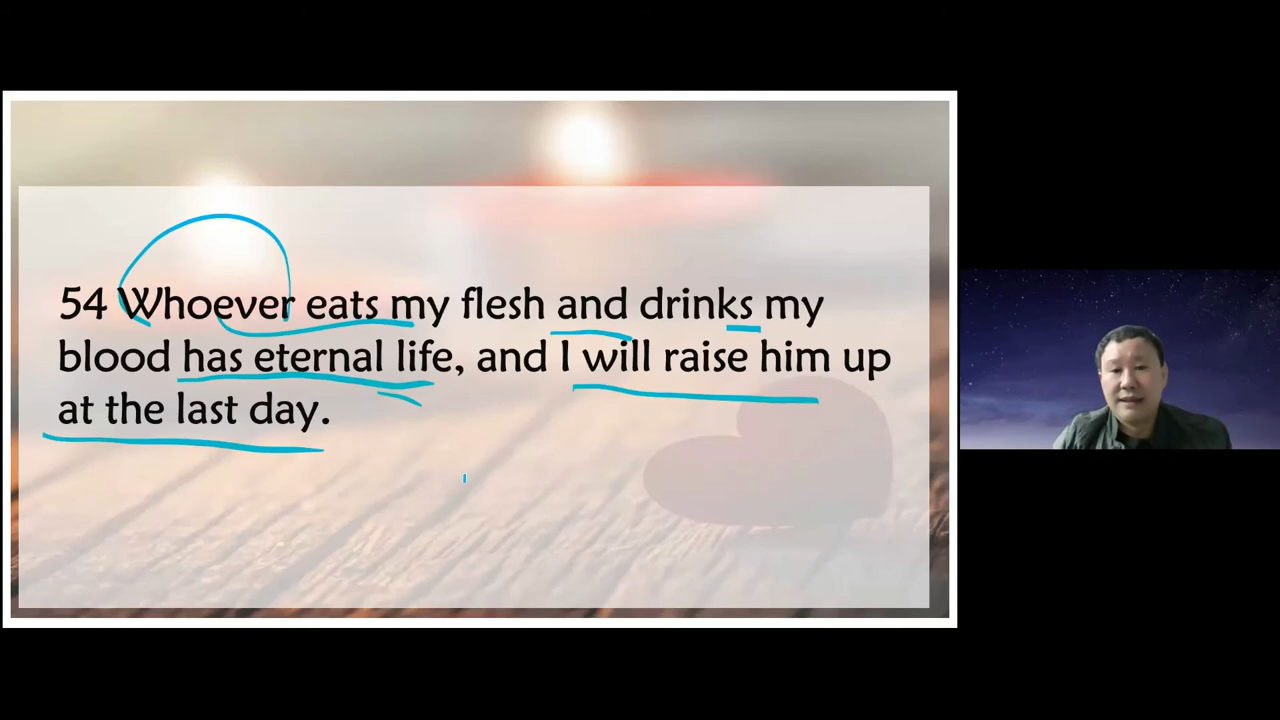 54 Whoever eats my flesh and drinks my
blood has eternal life, and I will raise him up
at the last day.